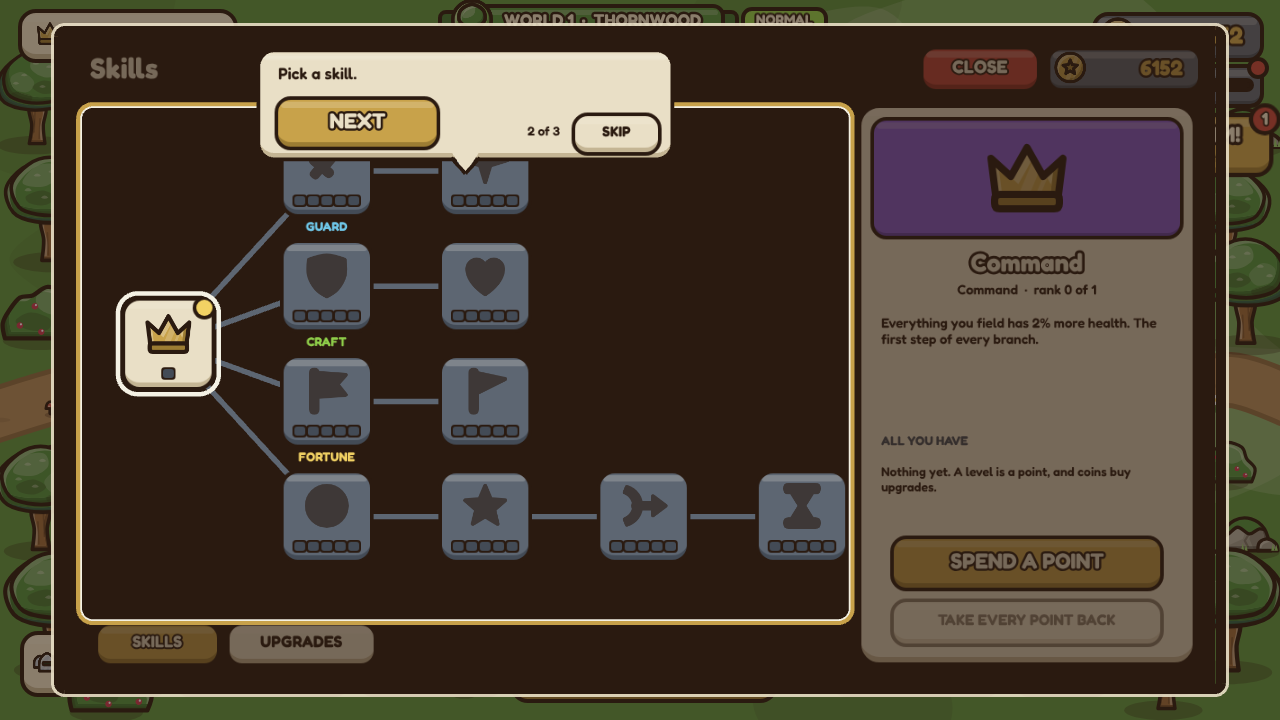 WORLD 1 · THORNWOOD
NORMAL
Skills
Pick a skill.
NEXT
2 of 3
SKIP
CLOSE
6152
1
GUARD
CRAFT
FORTUNE
Command
Command · rank 0 of 1
Everything you field has 2% more health. The
first step of every branch.
ALL YOU HAVE
Nothing yet. A level is a point, and coins buy
upgrades.
SPEND A POINT
TAKE EVERY POINT BACK
SKILLS
UPGRADES